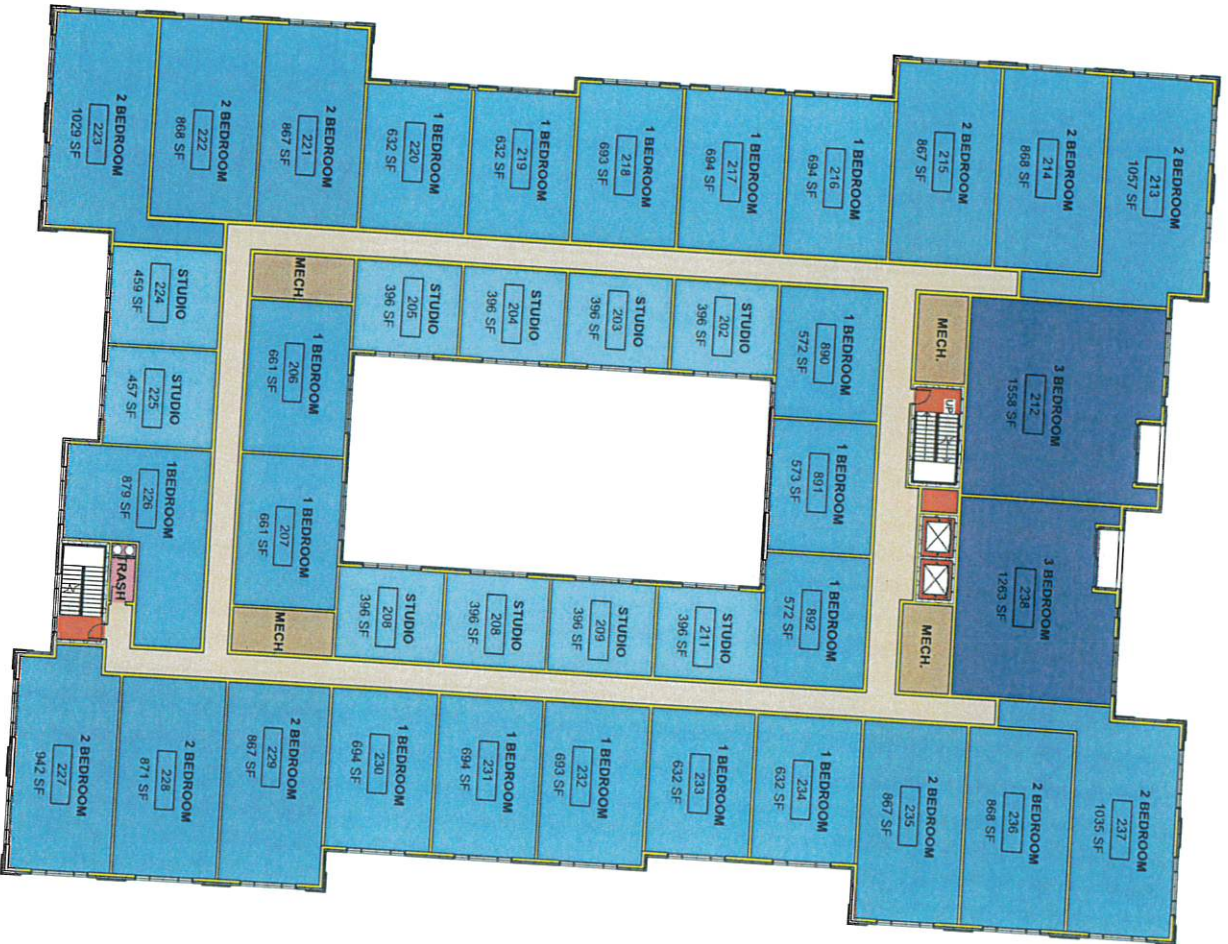 2 BEDROOM
223
1029 SF
2 BEDROOM
222
868 SF
2 BEDROOM
221
867 SF
1 BEDROOM
220
632 SF
1 BEDROOM
219
632 SF
1 BEDROOM
218
693 SF
1 BEDROOM
217
694 SF
1 BEDROOM
216
694 SF
2 BEDROOM
215
867 SF
2 BEDROOM
214
868 SF
2 BEDROOM
213
1057 SF
STUDIO
224
459 SF
STUDIO
225
457 SF
1BEDROOM
226
879 SF
TRASH
MECH
1 BEDROOM
206
661 SF
1 BEDROOM
207
661 SF
MECH
STUDIO
205
396 SF
STUDIO
204
396 SF
STUDIO
203
396 SF
STUDIO
202
396 SF
1 BEDROOM
890
572 SF
1 BEDROOM
891
573 SF
1 BEDROOM
892
572 SF
STUDIO
208
396 SF
STUDIO
208
396 SF
STUDIO
209
396 SF
STUDIO
211
396 SF
MECH.
UP
MECH.
3 BEDROOM
212
1558 SF
3 BEDROOM
238
1263 SF
2 BEDROOM
227
942 SF
2 BEDROOM
228
871 SF
2 BEDROOM
229
867 SF
1 BEDROOM
230
694 SF
1 BEDROOM
231
694 SF
1 BEDROOM
232
693 SF
1 BEDROOM
233
632 SF
1 BEDROOM
234
632 SF
2 BEDROOM
235
867 SF
2 BEDROOM
236
868 SF
2 BEDROOM
237
1035 SF